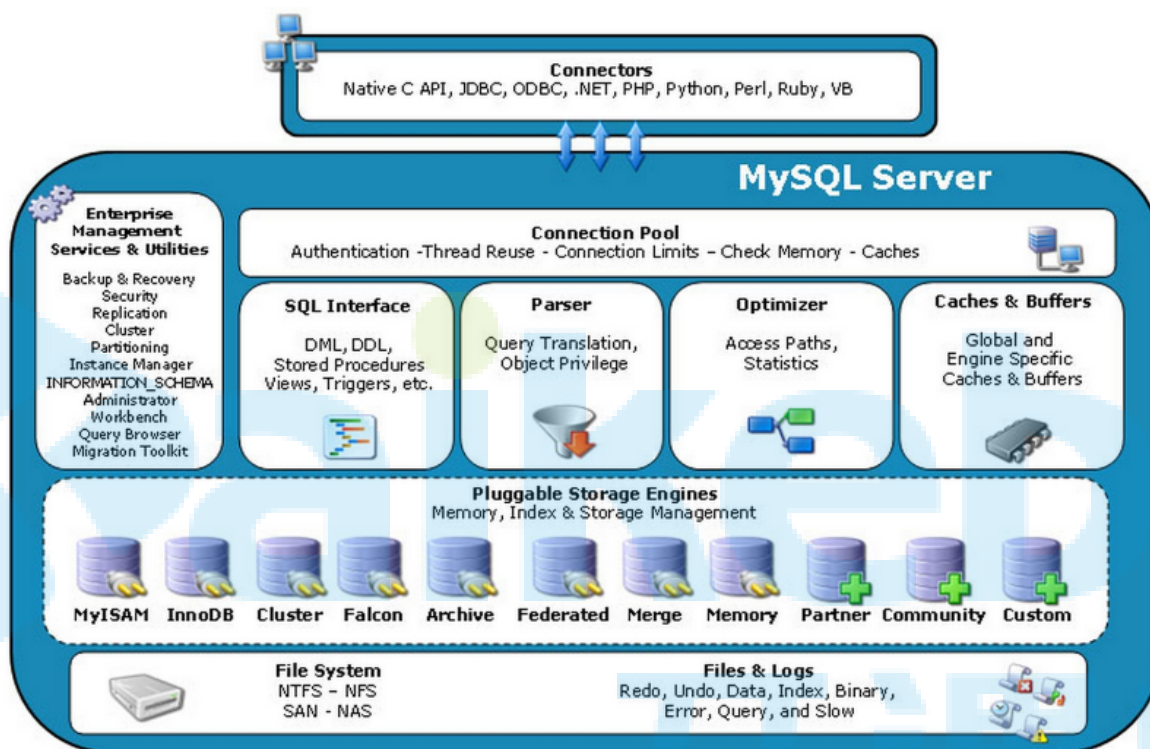 Connectors
Native C API, JDBC, ODBC, .NET, PHP, Python, Perl, Ruby, VB
MySQL Server
Enterprise
Management
Services & Utilities
Backup & Recovery
Security
Replication
Cluster
Partitioning
Instance Manager
INFORMATION_SCHEMA
Administrator
Workbench
Query Browser
Migration Toolkit
Connection Pool
Authentication -Thread Reuse - Connection Limits – Check Memory - Caches
SQL Interface
DML, DDL,
Stored Procedures
Views, Triggers, etc.
Parser
Query Translation,
Object Privilege
Optimizer
Access Paths,
Statistics
Caches & Buffers
Global and
Engine Specific
Caches & Buffers
Pluggable Storage Engines
Memory, Index & Storage Management
MyISAM
InnoDB
Cluster
Falcon
Archive
Federated
Merge
Memory
Partner
Community
Custom
File System
NTFS – NFS
SAN - NAS
Files & Logs
Redo, Undo, Data, Index, Binary,
Error, Query, and Slow